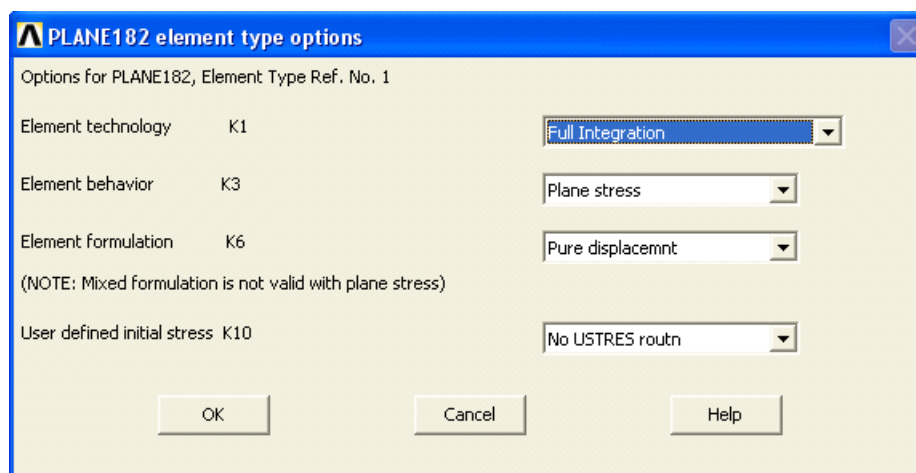 PLANE182 element type options
Options for PLANE182, Element Type Ref. No. 1
Element technology K1 Full Integration
Element behavior K3 Plane stress
Element formulation K6 Pure displacemnt
(NOTE: Mixed formulation is not valid with plane stress)
User defined initial stress K10 No USTRES routn
OK Cancel Help